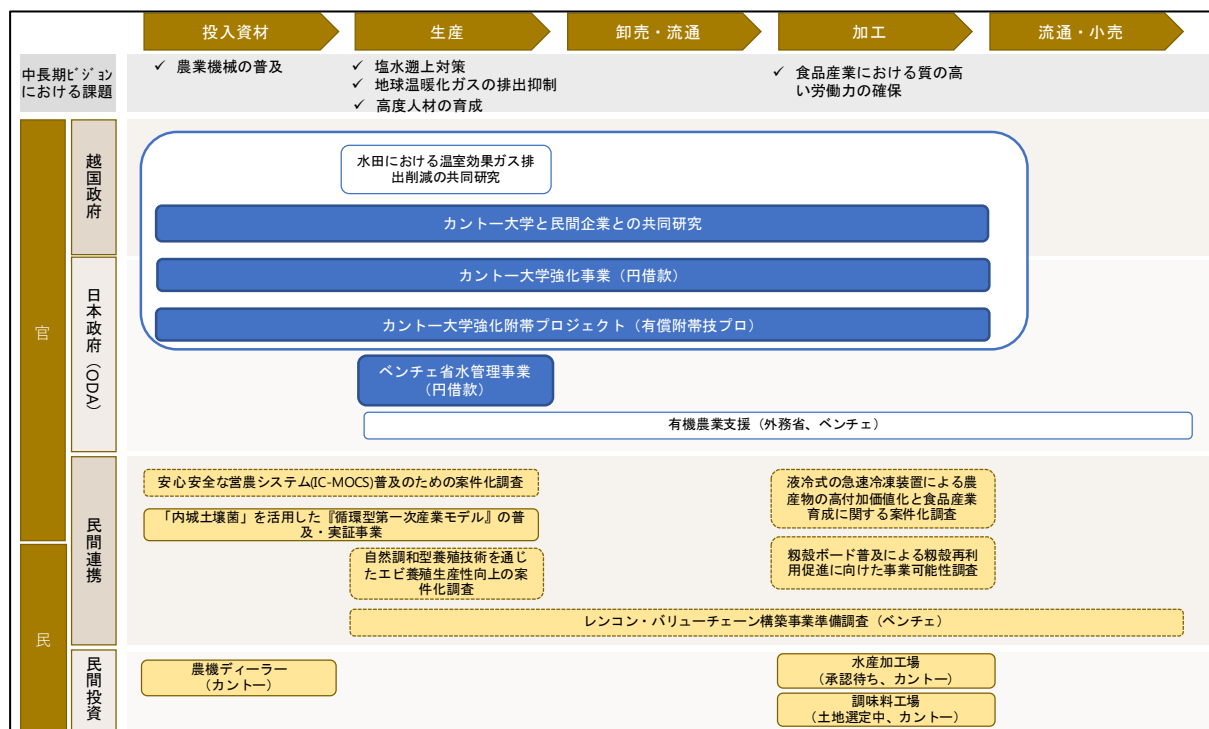 投入資材
生産
卸売・流通
加工
流通・小売
中長期ビジョン
における課題
✓ 農業機械の普及
✓ 塩水遡上対策
✓ 地球温暖化ガスの排出抑制
✓ 高度人材の育成
✓ 食品産業における質の高
い労働力の確保
官
越国政府
水田における温室効果ガス排
出削減の共同研究
カントー大学と民間企業との共同研究
日本政府（ODA）
カントー大学強化事業（円借款）
カントー大学強化附帯プロジェクト（有償附帯技プロ）
ベンチェ省水管理事業
（円借款）
有機農業支援（外務省、ベンチェ）
民間連携
安心安全な営農システム(IC-MOCS)普及のための案件化調査
「内城土壌菌」を活用した『循環型第一次産業モデル』の普
及・実証事業
自然調和型養殖技術を通じ
たエビ養殖生産性向上の案
件化調査
液冷式の急速冷凍装置による農
産物の高付加価値化と食品産業
育成に関する案件化調査
籾殻ボード普及による籾殻再利
用促進に向けた事業可能性調査
レンコン・バリューチェーン構築事業準備調査（ベンチェ）
民
民間投資
農機ディーラー
（カントー）
水産加工場
（承認待ち、カントー）
調味料工場
（土地選定中、カントー）